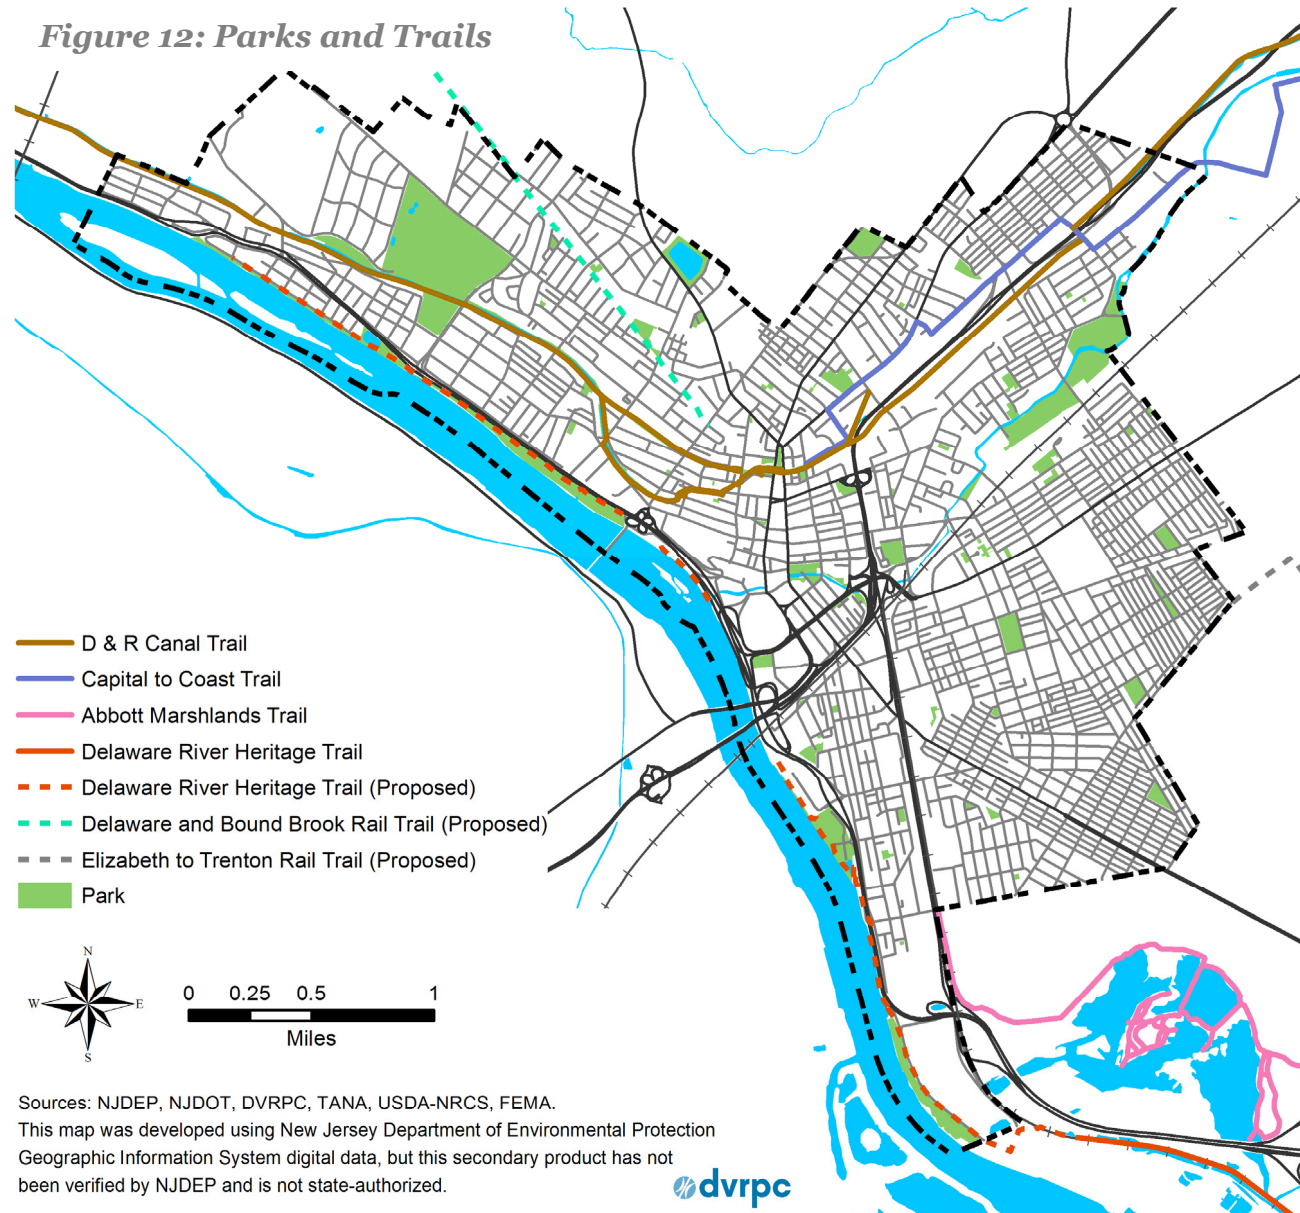 Figure 12: Parks and Trails
D & R Canal Trail
Capital to Coast Trail
Abbott Marshlands Trail
Delaware River Heritage Trail
Delaware River Heritage Trail (Proposed)
Delaware and Bound Brook Rail Trail (Proposed)
Elizabeth to Trenton Rail Trail (Proposed)
Park
N
W E
S
0 0.25 0.5 1
Miles
Sources: NJDEP, NJDOT, DVRPC, TANA, USDA-NRCS, FEMA.
This map was developed using New Jersey Department of Environmental Protection
Geographic Information System digital data, but this secondary product has not
been verified by NJDEP and is not state-authorized.
dvrpc